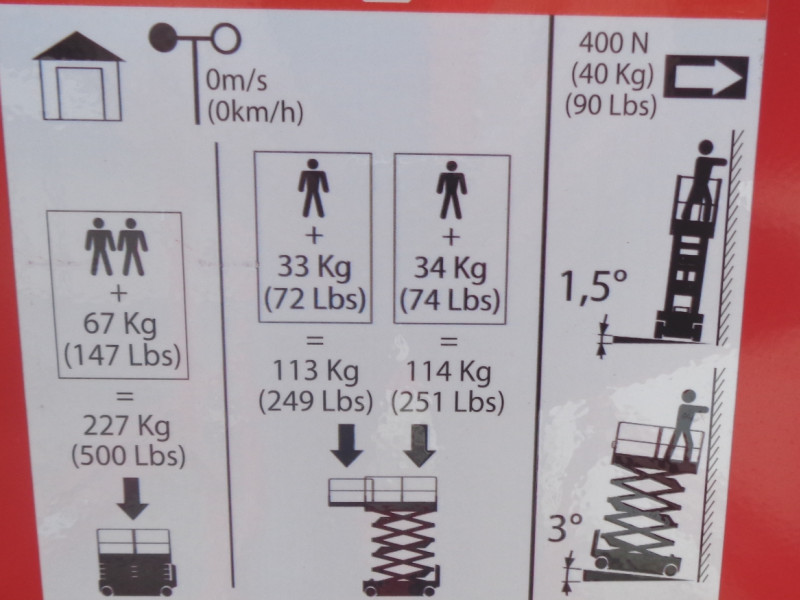 0m/s
(0km/h)
+
67 Kg
(147 Lbs)
=
227 Kg
(500 Lbs)
+
33 Kg
(72 Lbs)
=
113 Kg
(249 Lbs)
+
34 Kg
(74 Lbs)
=
114 Kg
(251 Lbs)
400 N
(40 Kg)
(90 Lbs)
1,5°
3°